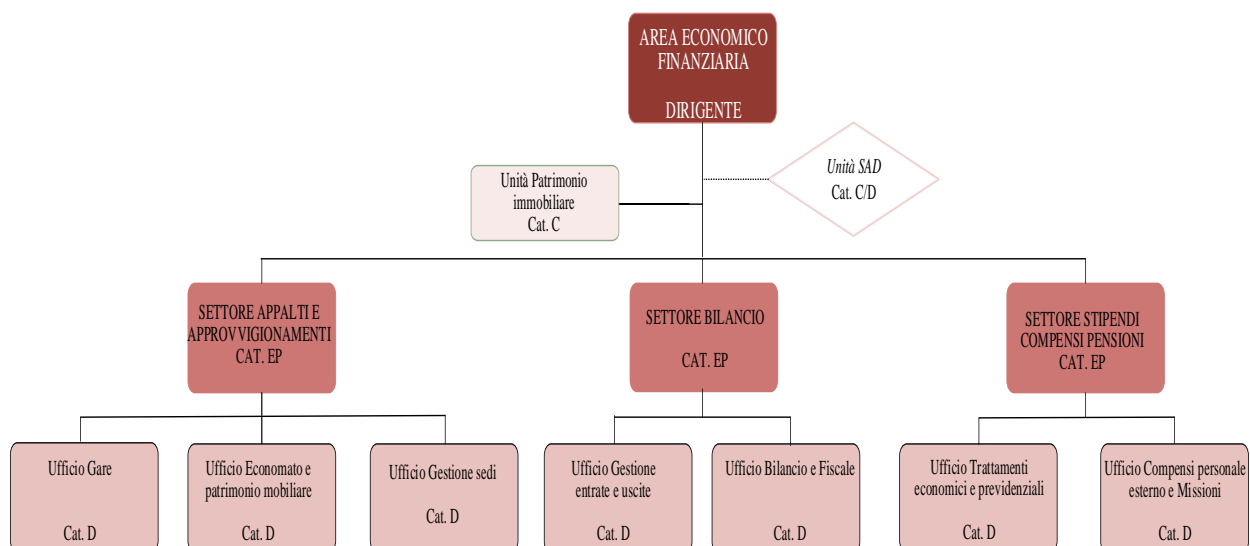 AREA ECONOMICO
FINANZIARIA
DIRIGENTE
Unità Patrimonio
immobiliare
Cat. C
Unità SAD
Cat. C/D
SETTORE APPALTI E
APPROVVIGIONAMENTI
CAT. EP
SETTORE BILANCIO
CAT. EP
SETTORE STIPENDI
COMPENSI PENSIONI
CAT. EP
Ufficio Gare
Cat. D
Ufficio Economato e
patrimonio mobiliare
Cat. D
Ufficio Gestione sedi
Cat. D
Ufficio Gestione
entrate e uscite
Cat. D
Ufficio Bilancio e Fiscale
Cat. D
Ufficio Trattamenti
economici e previdenziali
Cat. D
Ufficio Compensi personale
esterno e Missioni
Cat. D